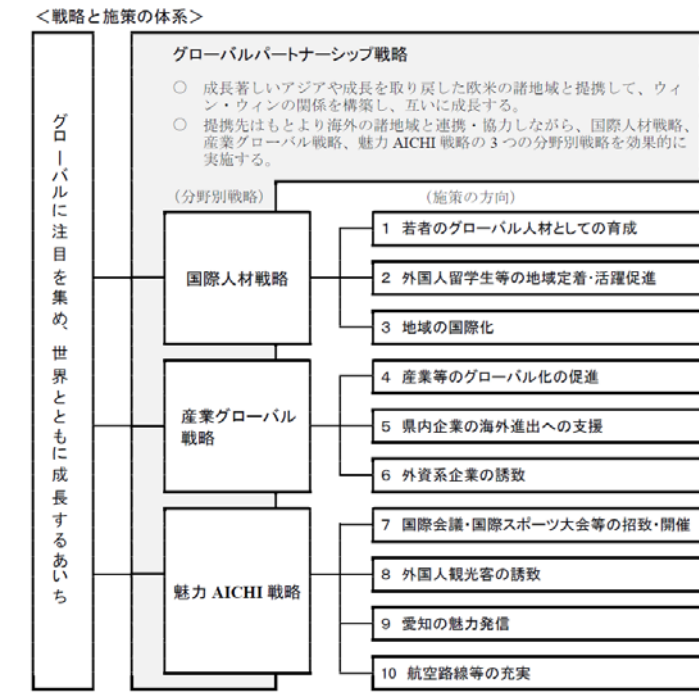 ＜戦略と施策の体系＞
グローバルに注目を集め、世界とともに成長するあいち
グローバルパートナーシップ戦略
○ 成長著しいアジアや成長を取り戻した欧米の諸地域と提携して、ウィ
ン・ウィンの関係を構築し、互いに成長する。
○ 提携先はもとより海外の諸地域と連携・協力しながら、国際人材戦略、
産業グローバル戦略、魅力 AICHI 戦略の 3 つの分野別戦略を効果的に
実施する。
（分野別戦略）
（施策の方向）
国際人材戦略
1 若者のグローバル人材としての育成
2 外国人留学生等の地域定着・活躍促進
3 地域の国際化
産業グローバル
戦略
4 産業等のグローバル化の促進
5 県内企業の海外進出への支援
6 外資系企業の誘致
魅力 AICHI 戦略
7 国際会議・国際スポーツ大会等の招致・開催
8 外国人観光客の誘致
9 愛知の魅力発信
10 航空路線等の充実